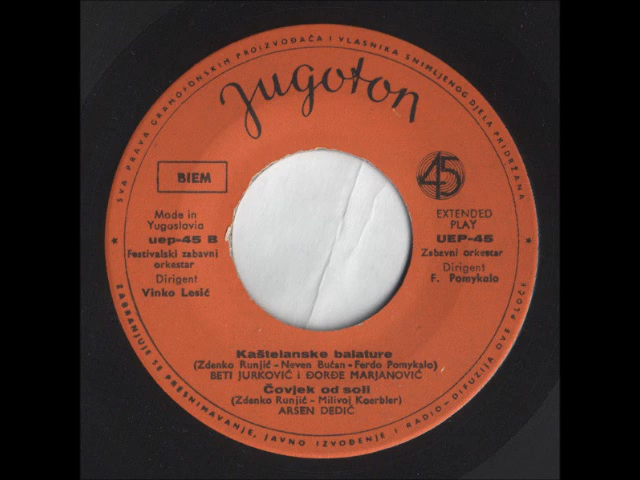 SVA PRAVA GRAMOFONSKIH PROIZVOĐAČA I VLASNIKA SNIMLJENOG DJELA PRIDRŽANA
Jugoton
BIEM
45
Made in
Yugoslavia
uep-45 B
Festivalski zabavni
orkestar
Dirigent
Vinko Lesić
EXTENDED
PLAY
UEP-45
Zabavni orkestar
Dirigent
F. Pomykalo
Kaštelanske balature
(Zdenko Runjić - Neven Bučan - Ferdo Pomykalo)
BETI JURKOVIĆ i ĐORĐE MARJANOVIĆ
Čovjek od soli
(Zdenko Runjić - Milivoj Koerbler)
ARSEN DEDIĆ
ZABRANJUJE SE PRESNIMAVANJE, JAVNO IZVOĐENJE I RADIO-DIFUZIJA OVE PLOČE